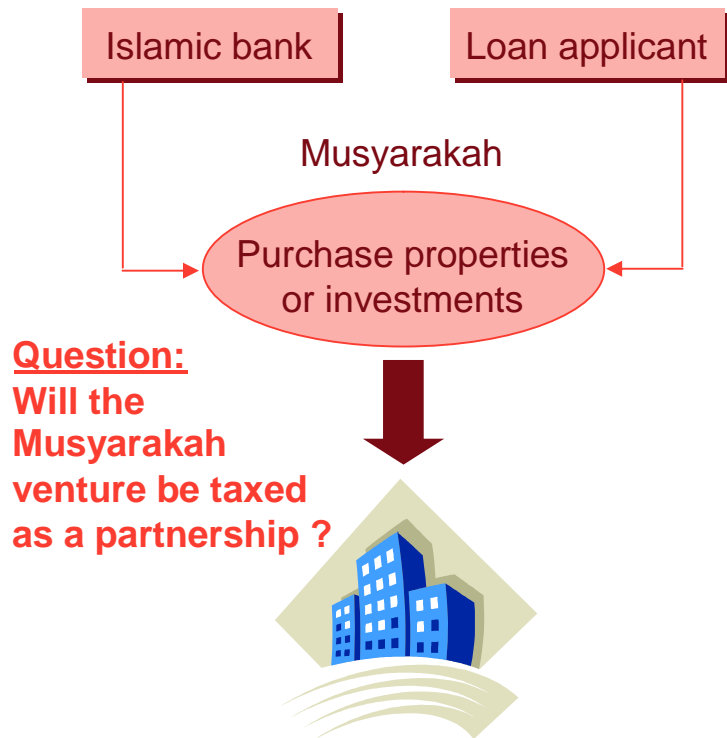 Islamic bank
Loan applicant
Musyarakah
Purchase properties
or investments
Question:
Will the
Musyarakah
venture be taxed
as a partnership ?